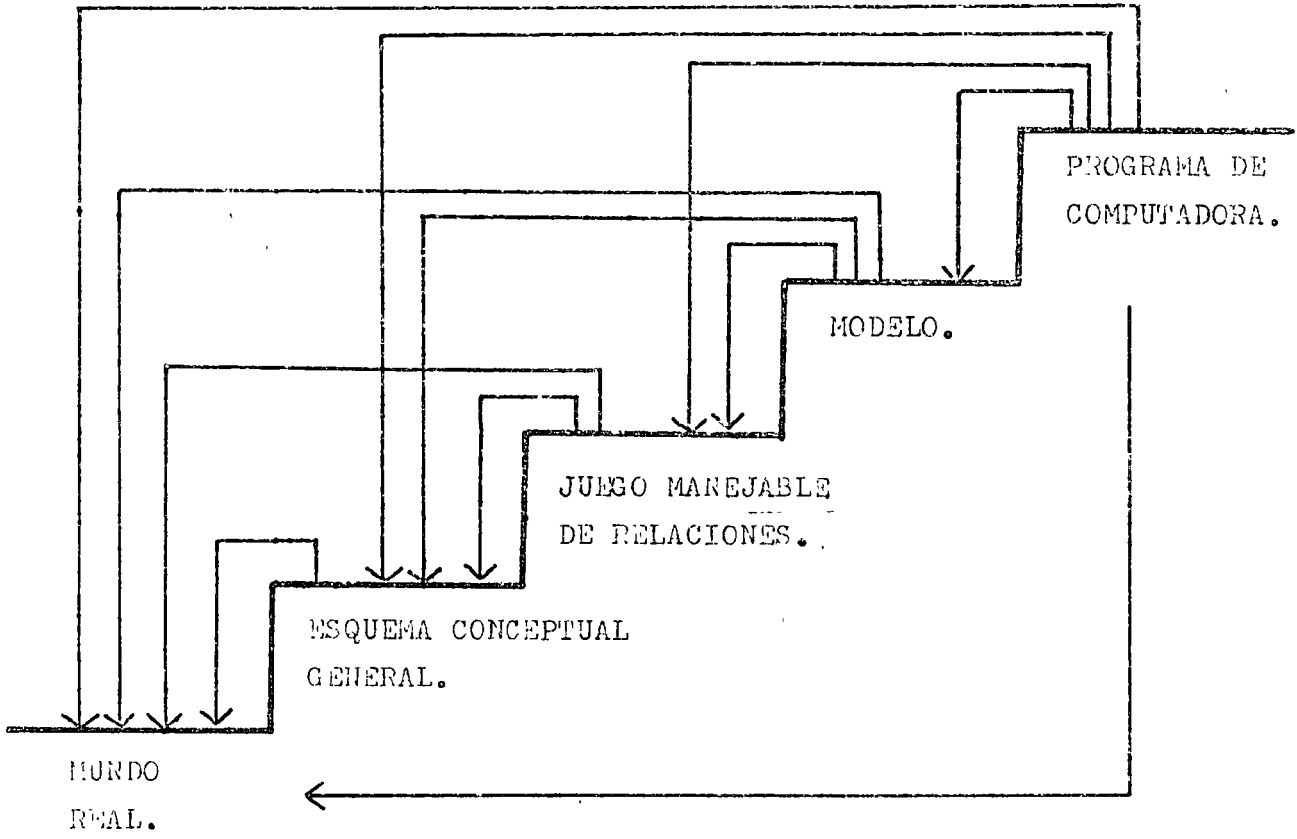 PROGRAMA DE
COMPUTADORA.
MODELO.
JUEGO MANEJABLE
DE RELACIONES.
ESQUEMA CONCEPTUAL
GENERAL.
MUNDO
REAL.